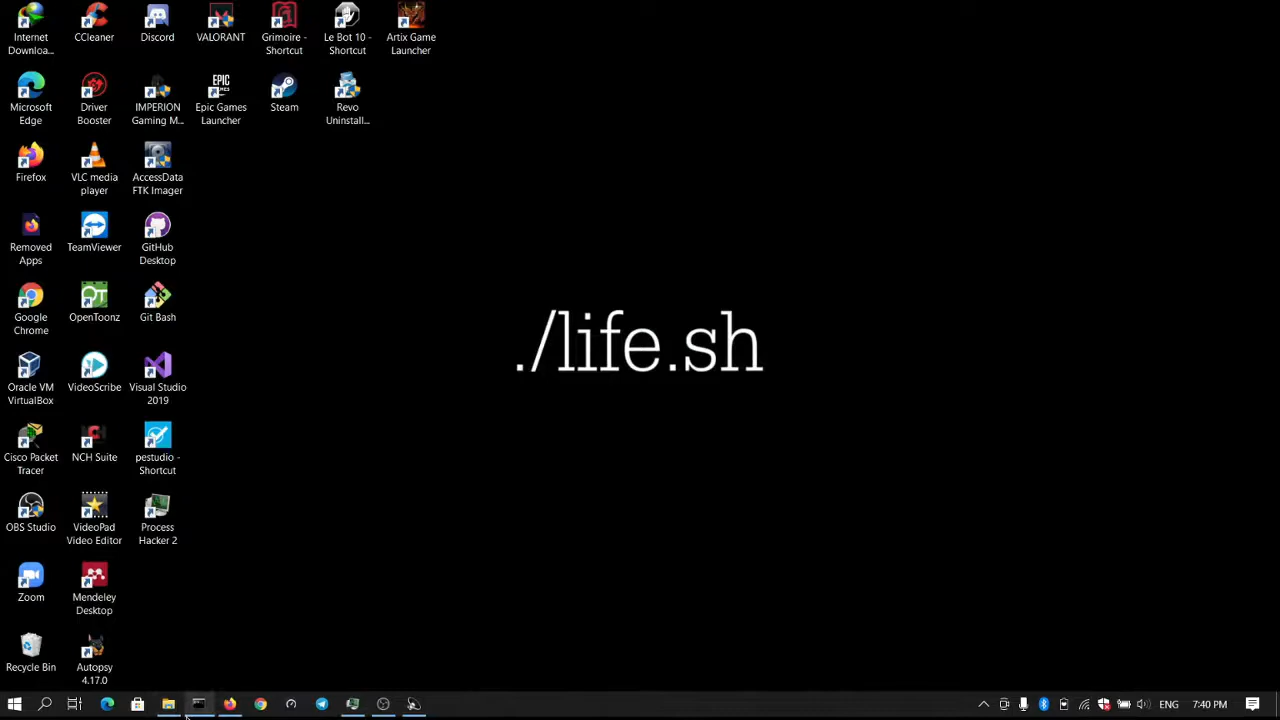 Internet Downloa...
CCleaner
Discord
VALORANT
Grimoire - Shortcut
Le Bot 10 - Shortcut
Artix Game Launcher
Microsoft Edge
Driver Booster
IMPERION Gaming M...
EPIC GAMES
Epic Games Launcher
Steam
Revo Uninstall...
Firefox
VLC media player
AccessData FTK Imager
Removed Apps
TeamViewer
GitHub Desktop
Google Chrome
OpenToonz
Git Bash
./life.sh
Oracle VM VirtualBox
VideoScribe
Visual Studio 2019
Cisco Packet Tracer
NCH Suite
pestudio - Shortcut
OBS Studio
VideoPad Video Editor
Process Hacker 2
Zoom
Mendeley Desktop
Recycle Bin
Autopsy 4.17.0
ENG
7:40 PM